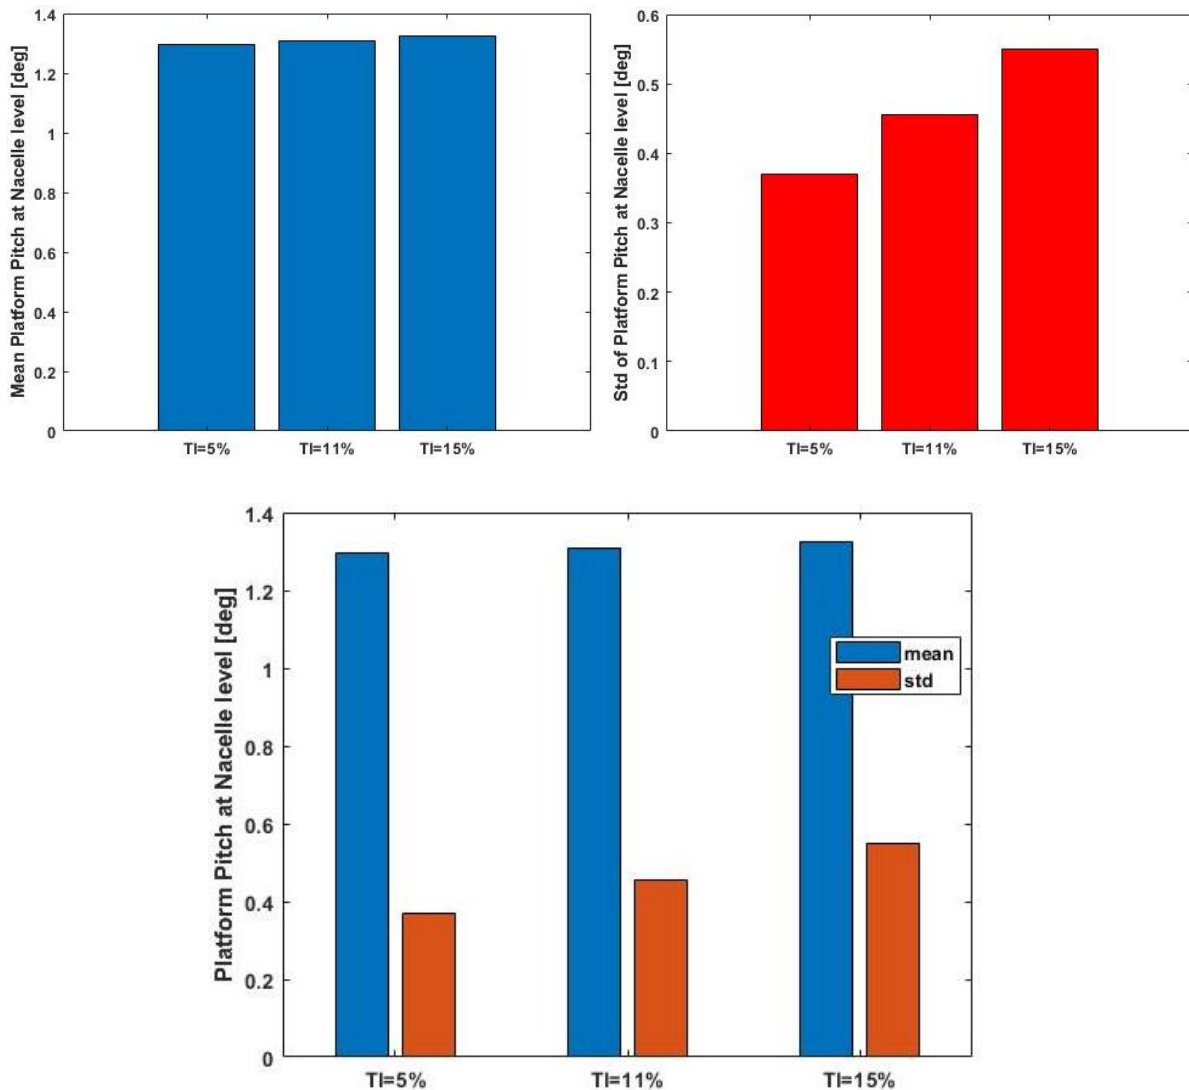 Mean Platform Pitch at Nacelle level [deg]
1.4
1.2
1
0.8
0.6
0.4
0.2
0
TI=5%
TI=11%
TI=15%
Std of Platform Pitch at Nacelle level [deg]
0.6
0.5
0.4
0.3
0.2
0.1
0
TI=5%
TI=11%
TI=15%
Platform Pitch at Nacelle level [deg]
1.4
1.2
1
0.8
0.6
0.4
0.2
0
mean
std
TI=5%
TI=11%
TI=15%